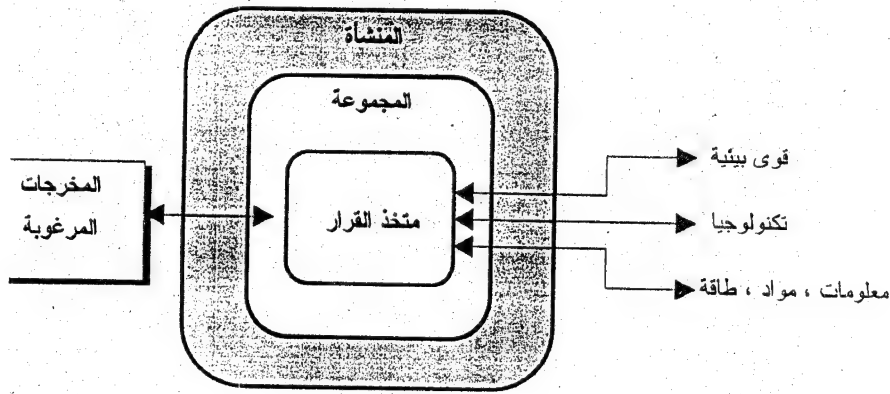 المنشأة
المجموعة
متخذ القرار
قوى بيئية
تكنولوجيا
معلومات ، مواد ، طاقة
المخرجات
المرغوبة